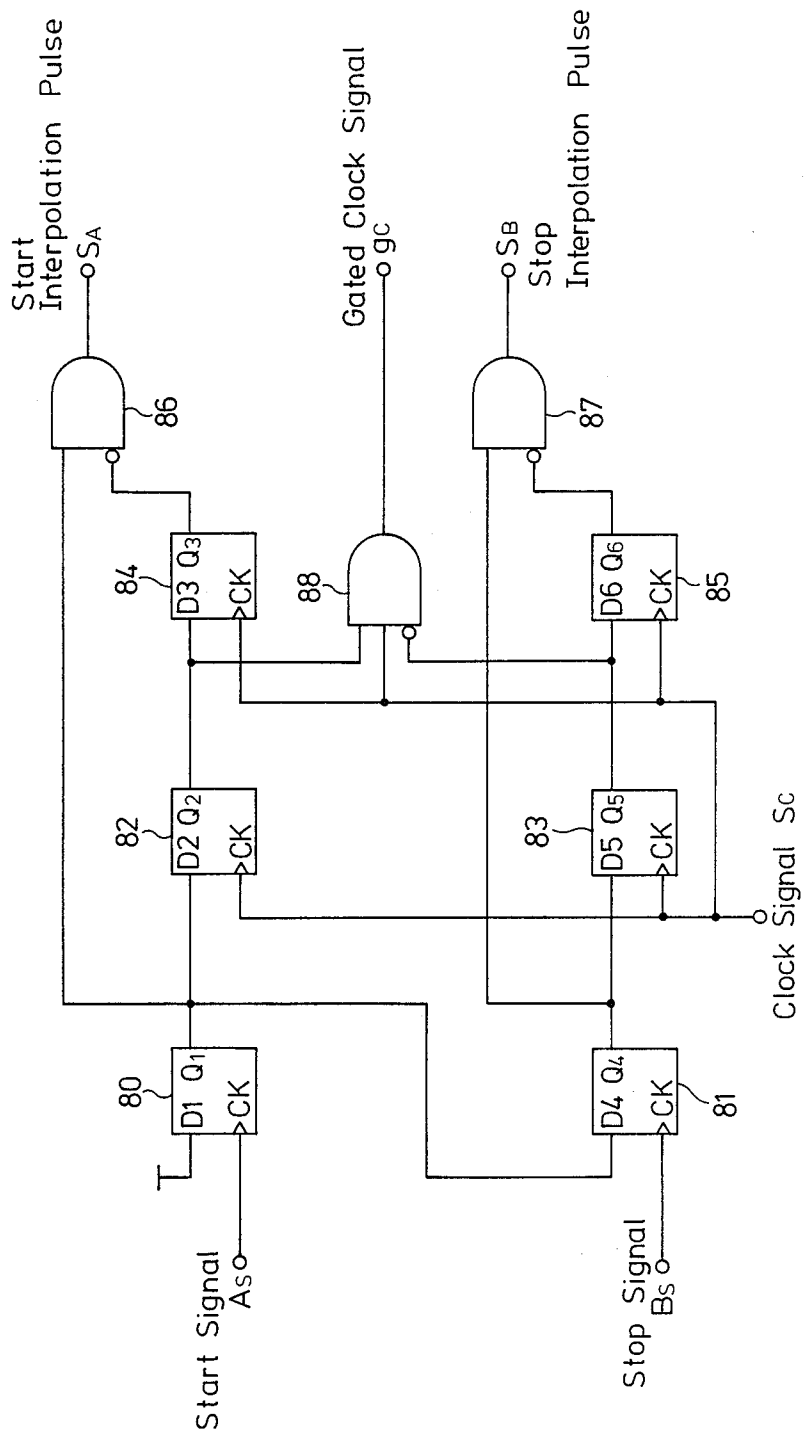 Start
Interpolation Pulse
SA
86
84
D3 Q3
CK
82
D2 Q2
CK
80
D1 Q1
CK
Start Signal
As
Gated Clock Signal
gc
88
SB
Stop
Interpolation Pulse
87
D6 Q6
CK
85
83
D5 Q5
CK
D4 Q4
CK
81
Stop Signal
Bs
Clock Signal Sc